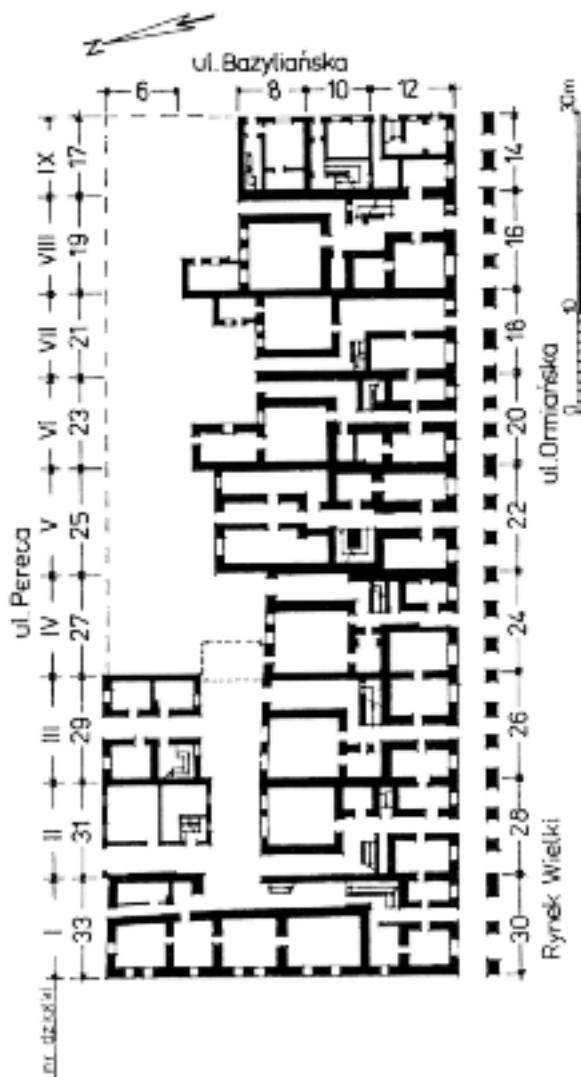 N
ul. Bazyliańska
6 8 10 12
30m
10
0
IX VIII VII VI V IV III II I
17 19 21 23 25 27 29 31 33
ul. Pereca
14 16 18 20 22 24 26 28 30
ul. Ormiańska
Rynek Wielki
nr działki